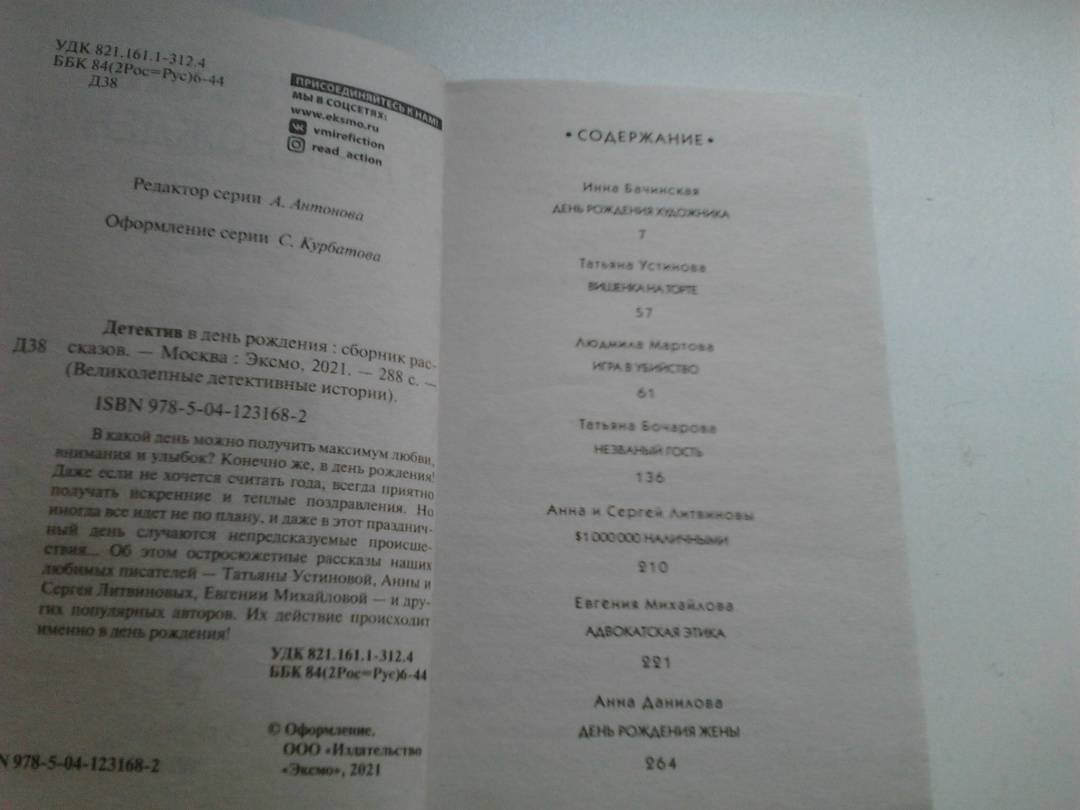 УДК 821.161.1-312.4
ББК 84(2Рос=Рус)6-44
Д38
ПРИСОЕДИНЯЙТЕСЬ К НАМ!
МЫ В СОЦСЕТЯХ:
www.eksmo.ru
vmirefiction
read_action
Редактор серии А. Антонова
Оформление серии С. Курбатова
Детектив в день рождения : сборник рас-
Д38 сказов. — Москва : Эксмо, 2021. — 288 с. —
(Великолепные детективные истории).
ISBN 978-5-04-123168-2
В какой день можно получить максимум любви,
внимания и улыбок? Конечно же, в день рождения!
Даже если не хочется считать года, всегда приятно
получать искренние и теплые поздравления. Но
иногда все идет не по плану, и даже в этот празднич-
ный день случаются непредсказуемые происше-
ствия... Об этом остросюжетные рассказы наших
любимых писателей — Татьяны Устиновой, Анны и
Сергея Литвиновых, Евгении Михайловой — и дру-
гих популярных авторов. Их действие происходит
именно в день рождения!
УДК 821.161.1-312.4
ББК 84(2Рос=Рус)6-44
© Оформление.
ООО «Издательство
«Эксмо», 2021
N 978-5-04-123168-2
• СОДЕРЖАНИЕ •
Инна Бачинская
ДЕНЬ РОЖДЕНИЯ ХУДОЖНИКА
7
Татьяна Устинова
ВИШЕНКА НА ТОРТЕ
57
Людмила Мартова
ИГРА В УБИЙСТВО
61
Татьяна Бочарова
НЕЗВАНЫЙ ГОСТЬ
136
Анна и Сергей Литвиновы
$1 000 000 НАЛИЧНЫМИ
210
Евгения Михайлова
АДВОКАТСКАЯ ЭТИКА
221
Анна Данилова
ДЕНЬ РОЖДЕНИЯ ЖЕНЫ
264